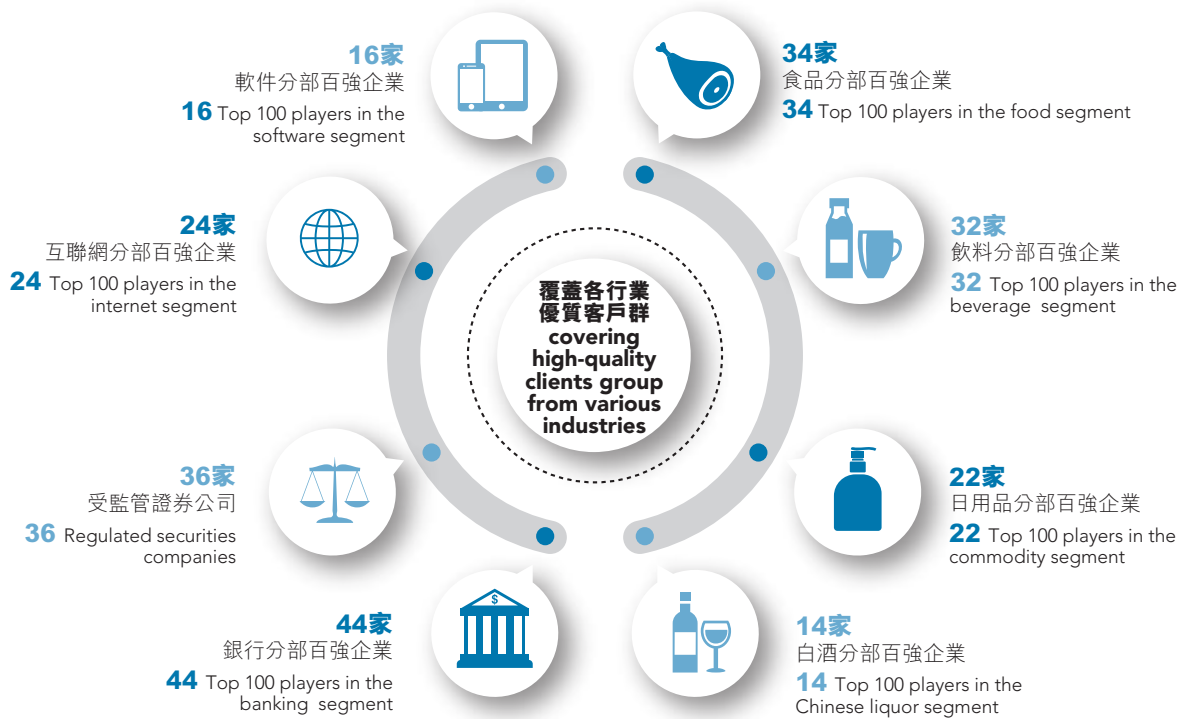 16家
軟件分部百強企業
16 Top 100 players in the
software segment
34家
食品分部百強企業
34 Top 100 players in the food segment
24家
互聯網分部百強企業
24 Top 100 players in the
internet segment
32家
飲料分部百強企業
32 Top 100 players in the
beverage segment
覆蓋各行業
優質客戶群
covering
high-quality
clients group
from various
industries
36家
受監管證券公司
36 Regulated securities
companies
22家
日用品分部百強企業
22 Top 100 players in the
commodity segment
$
44家
銀行分部百強企業
44 Top 100 players in the
banking segment
14家
白酒分部百強企業
14 Top 100 players in the
Chinese liquor segment